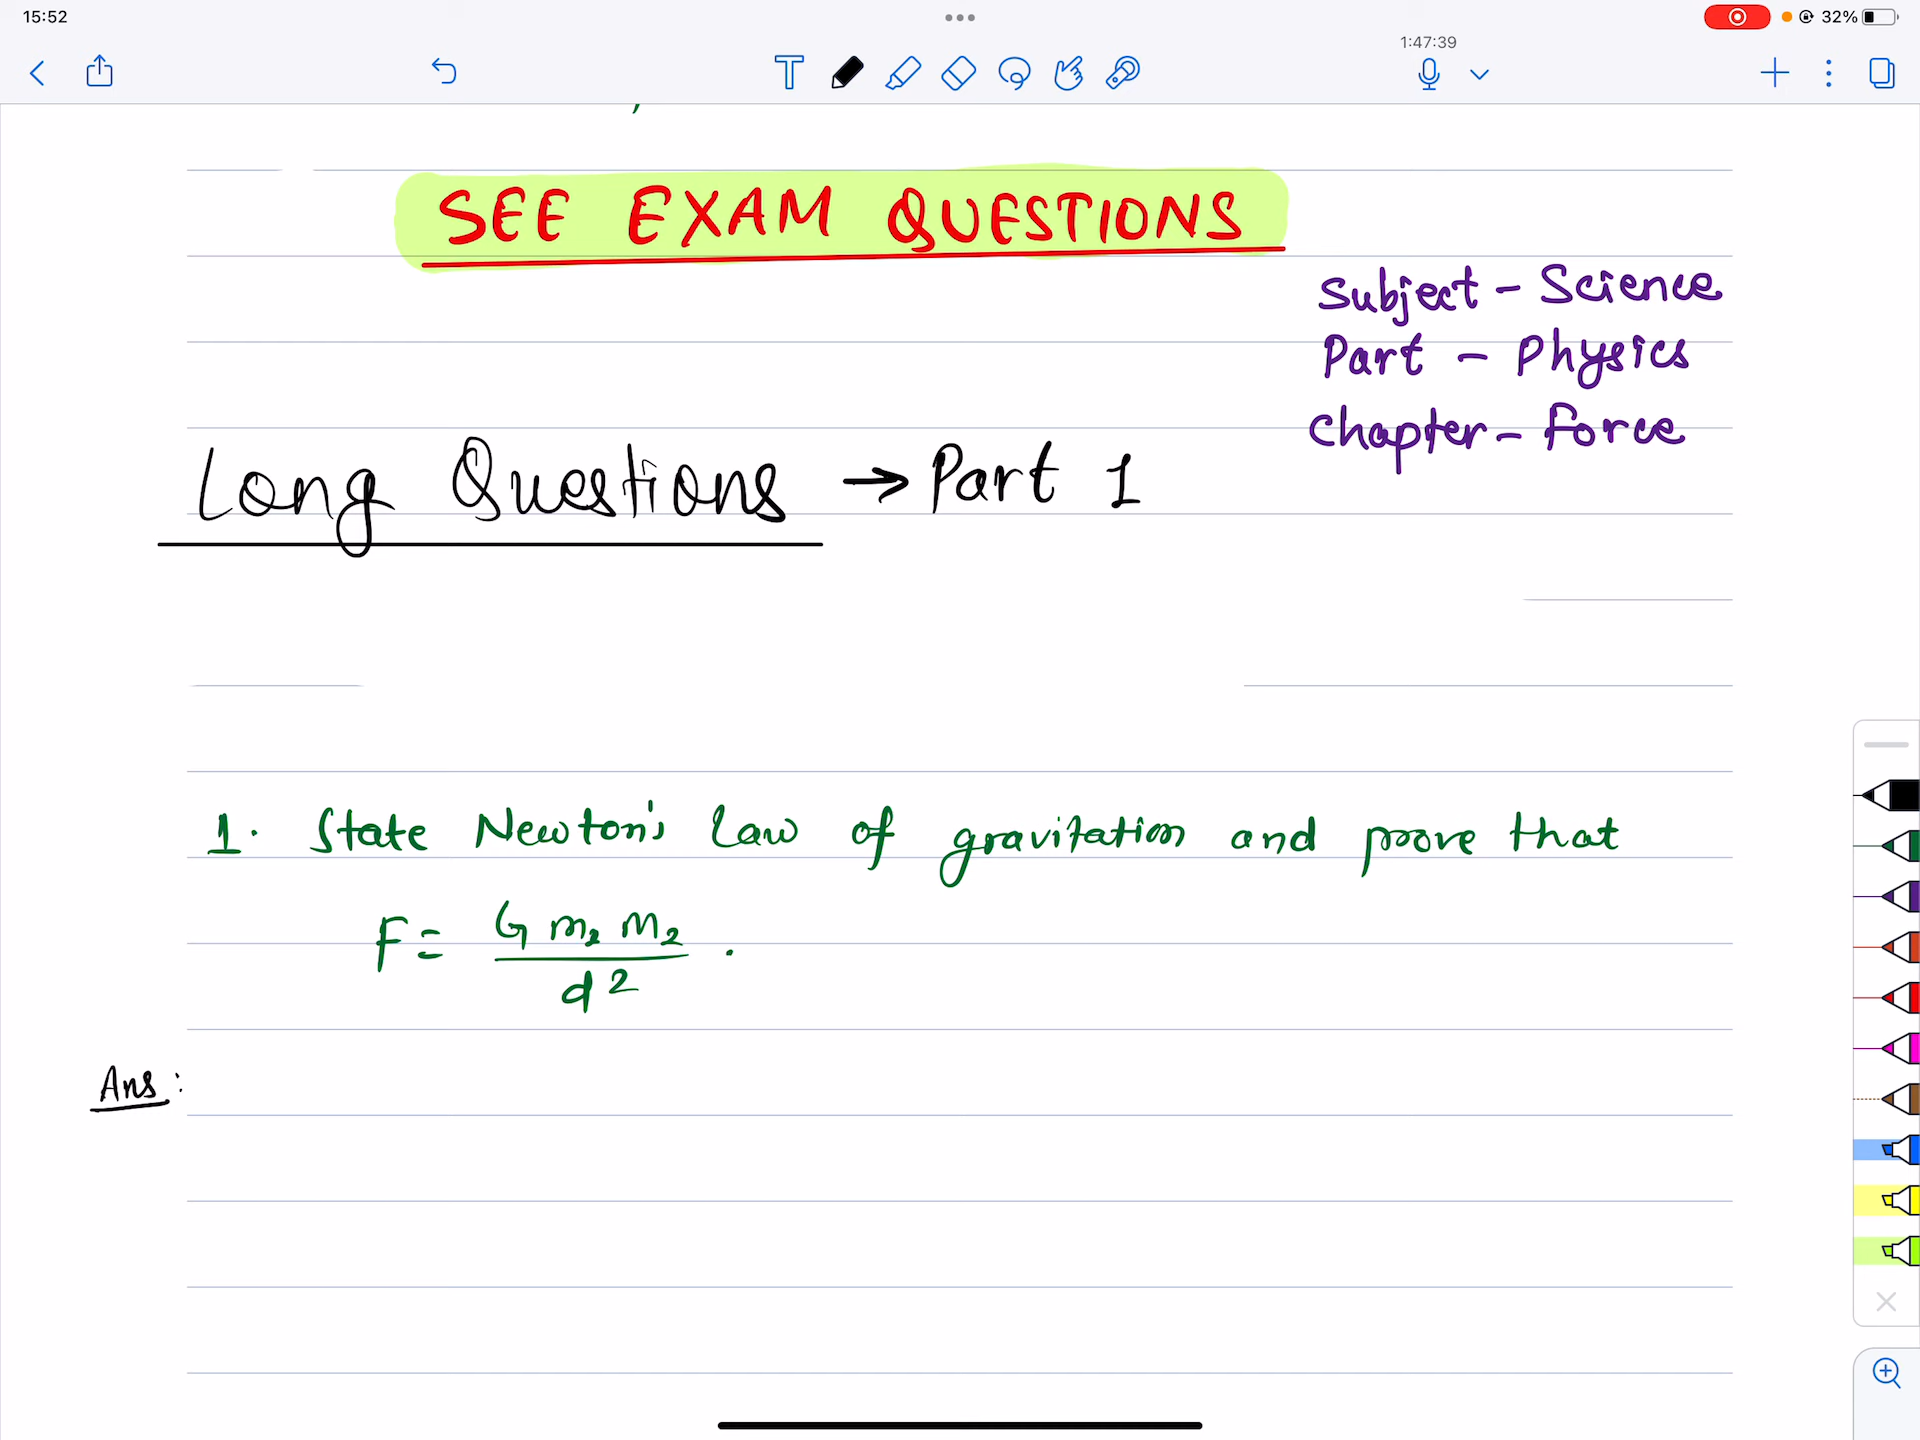 15:52
32%
1:47:39
SEE EXAM QUESTIONS
Subject - Science
Part - Physics
Chapter - Force
Long Questions → Part 1
1. State Newton's Law of gravitation and prove that
F = G m₁ m₂ / d² .
Ans :